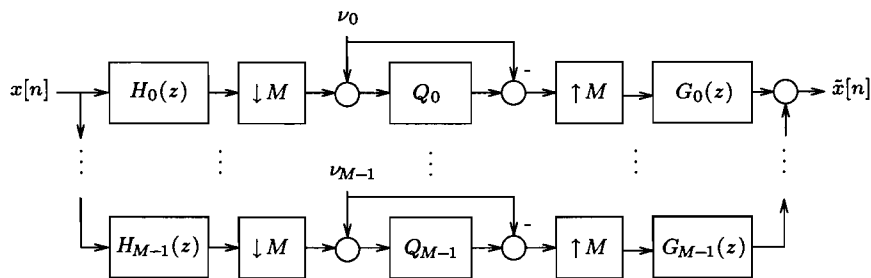 ν₀
-
x[n] H₀(z) ↓M Q₀ ↑M G₀(z) x̃[n]
ν_{M−1}
-
H_{M−1}(z) ↓M Q_{M−1} ↑M G_{M−1}(z)